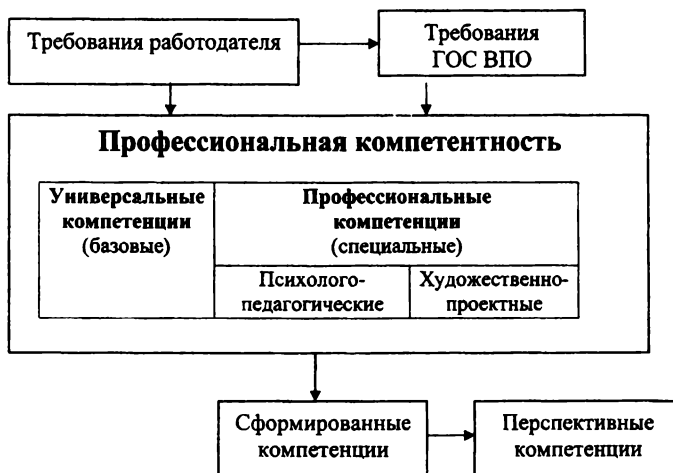 Требования работодателя
Требования
ГОС ВПО
Профессиональная компетентность
Универсальные
компетенции
(базовые)
Профессиональные
компетенции
(специальные)
Психолого-
педагогические
Художественно-
проектные
Сформированные
компетенции
Перспективные
компетенции